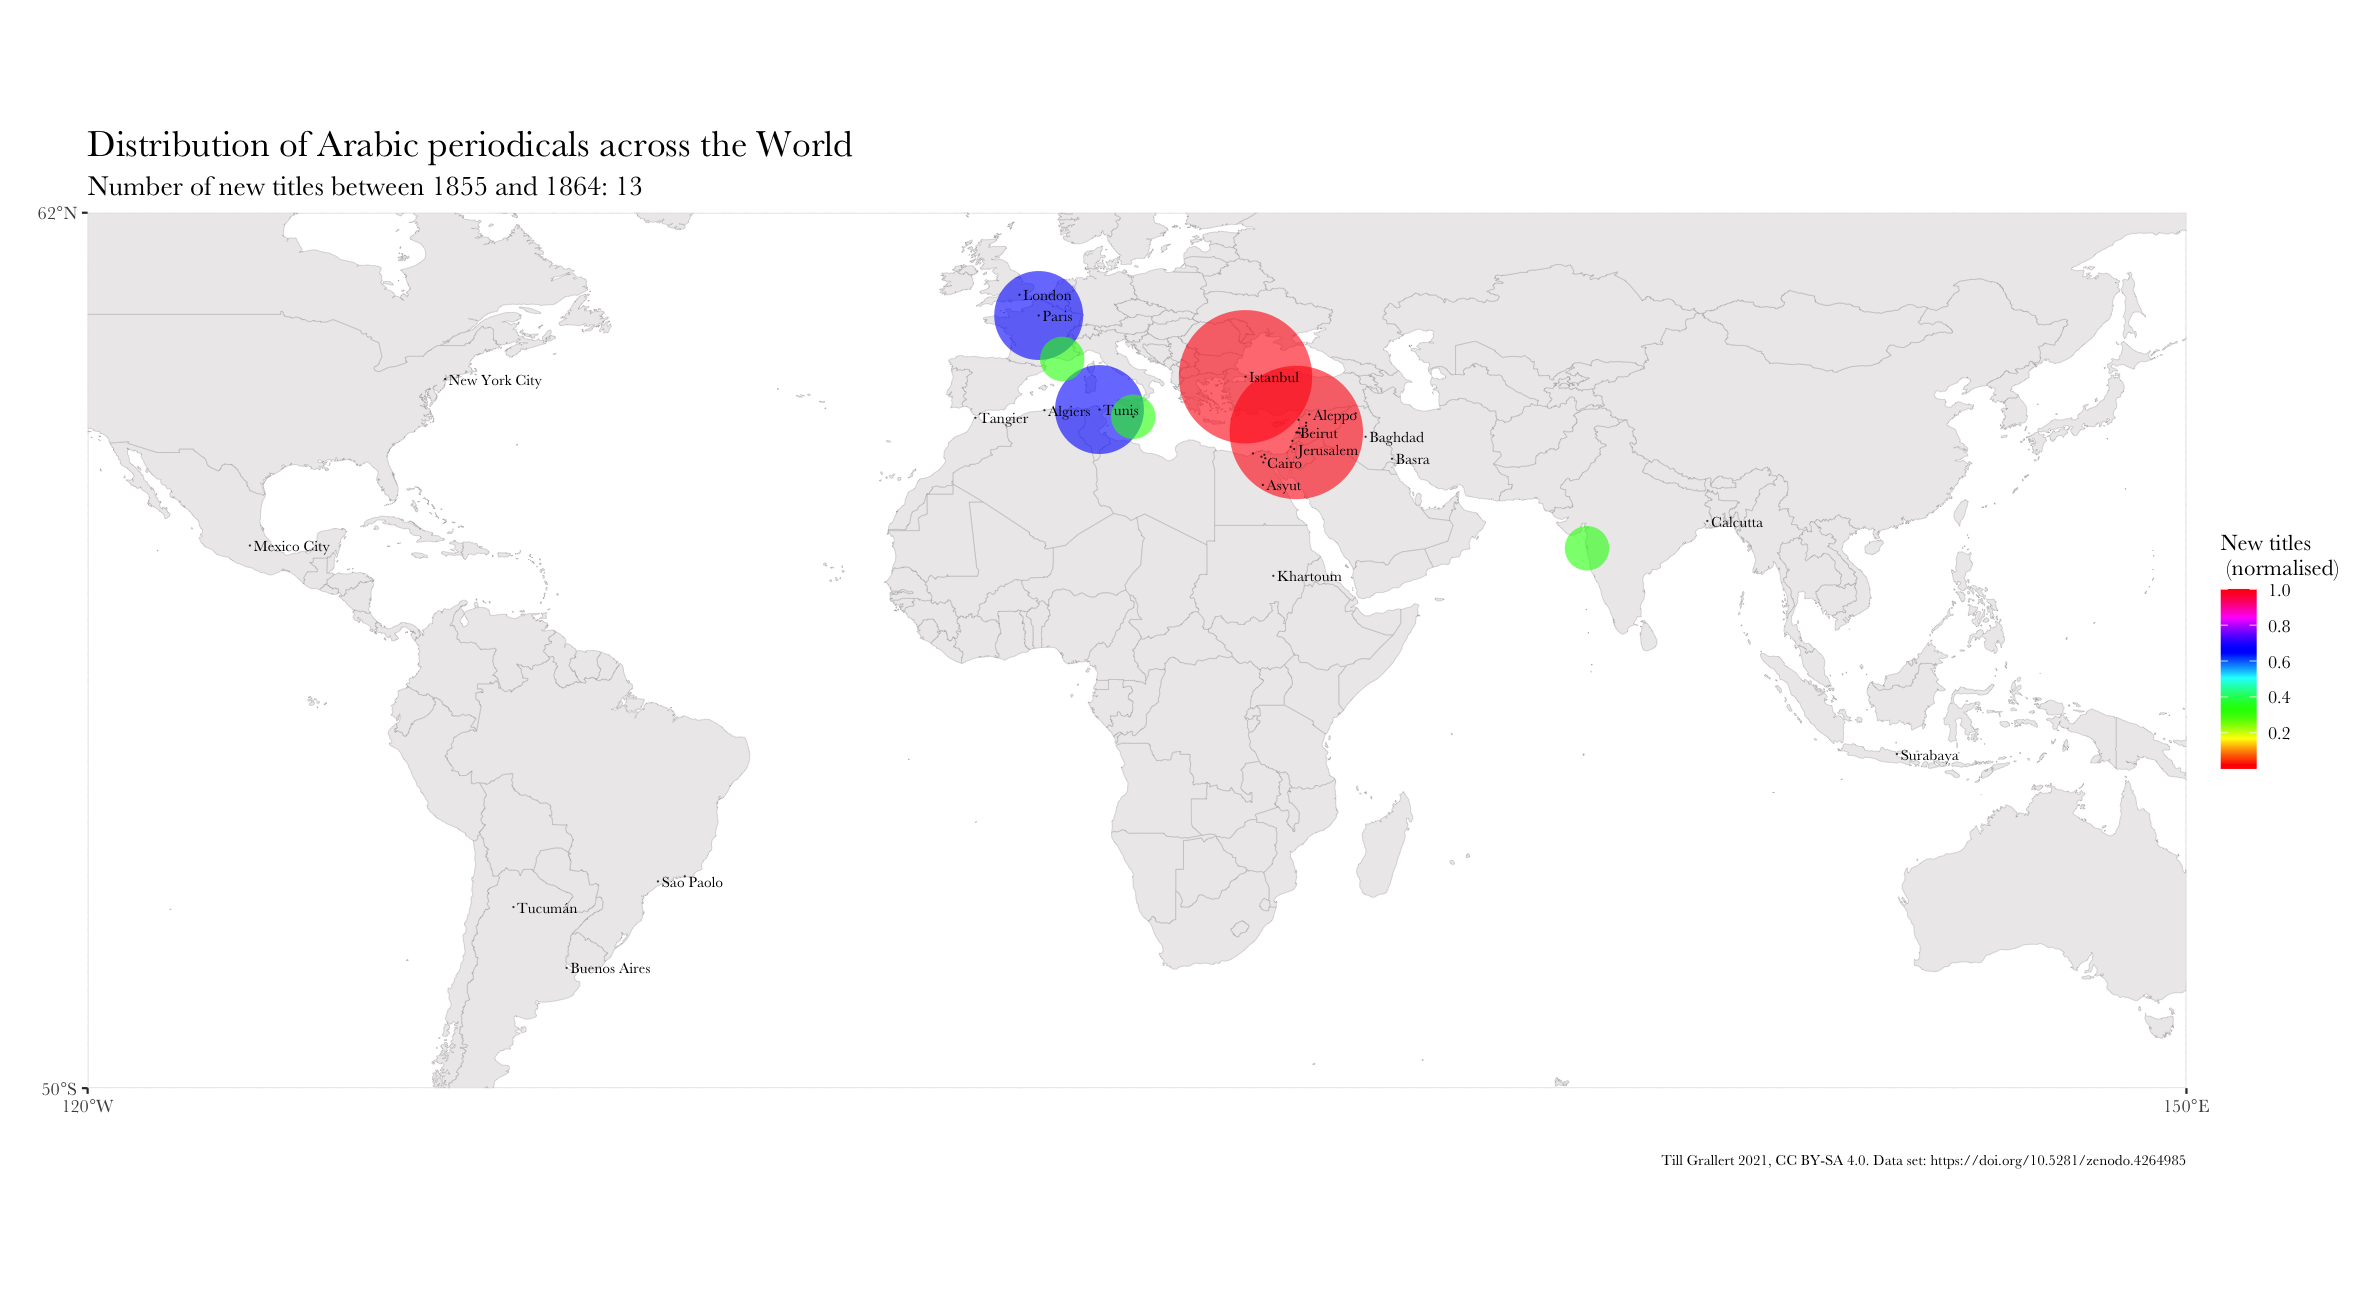 Distribution of Arabic periodicals across the World
Number of new titles between 1855 and 1864: 13
62°N
London
Paris
New York City
Istanbul
Algiers
Tunis
Tangier
Aleppo
Beirut
Baghdad
Jerusalem
Basra
Cairo
Asyut
Calcutta
Mexico City
Khartoum
New titles
(normalised)
1.0
0.8
0.6
0.4
0.2
Surabaya
Sao Paolo
Tucumán
Buenos Aires
50°S
120°W
150°E
Till Grallert 2021, CC BY-SA 4.0. Data set: https://doi.org/10.5281/zenodo.4264985